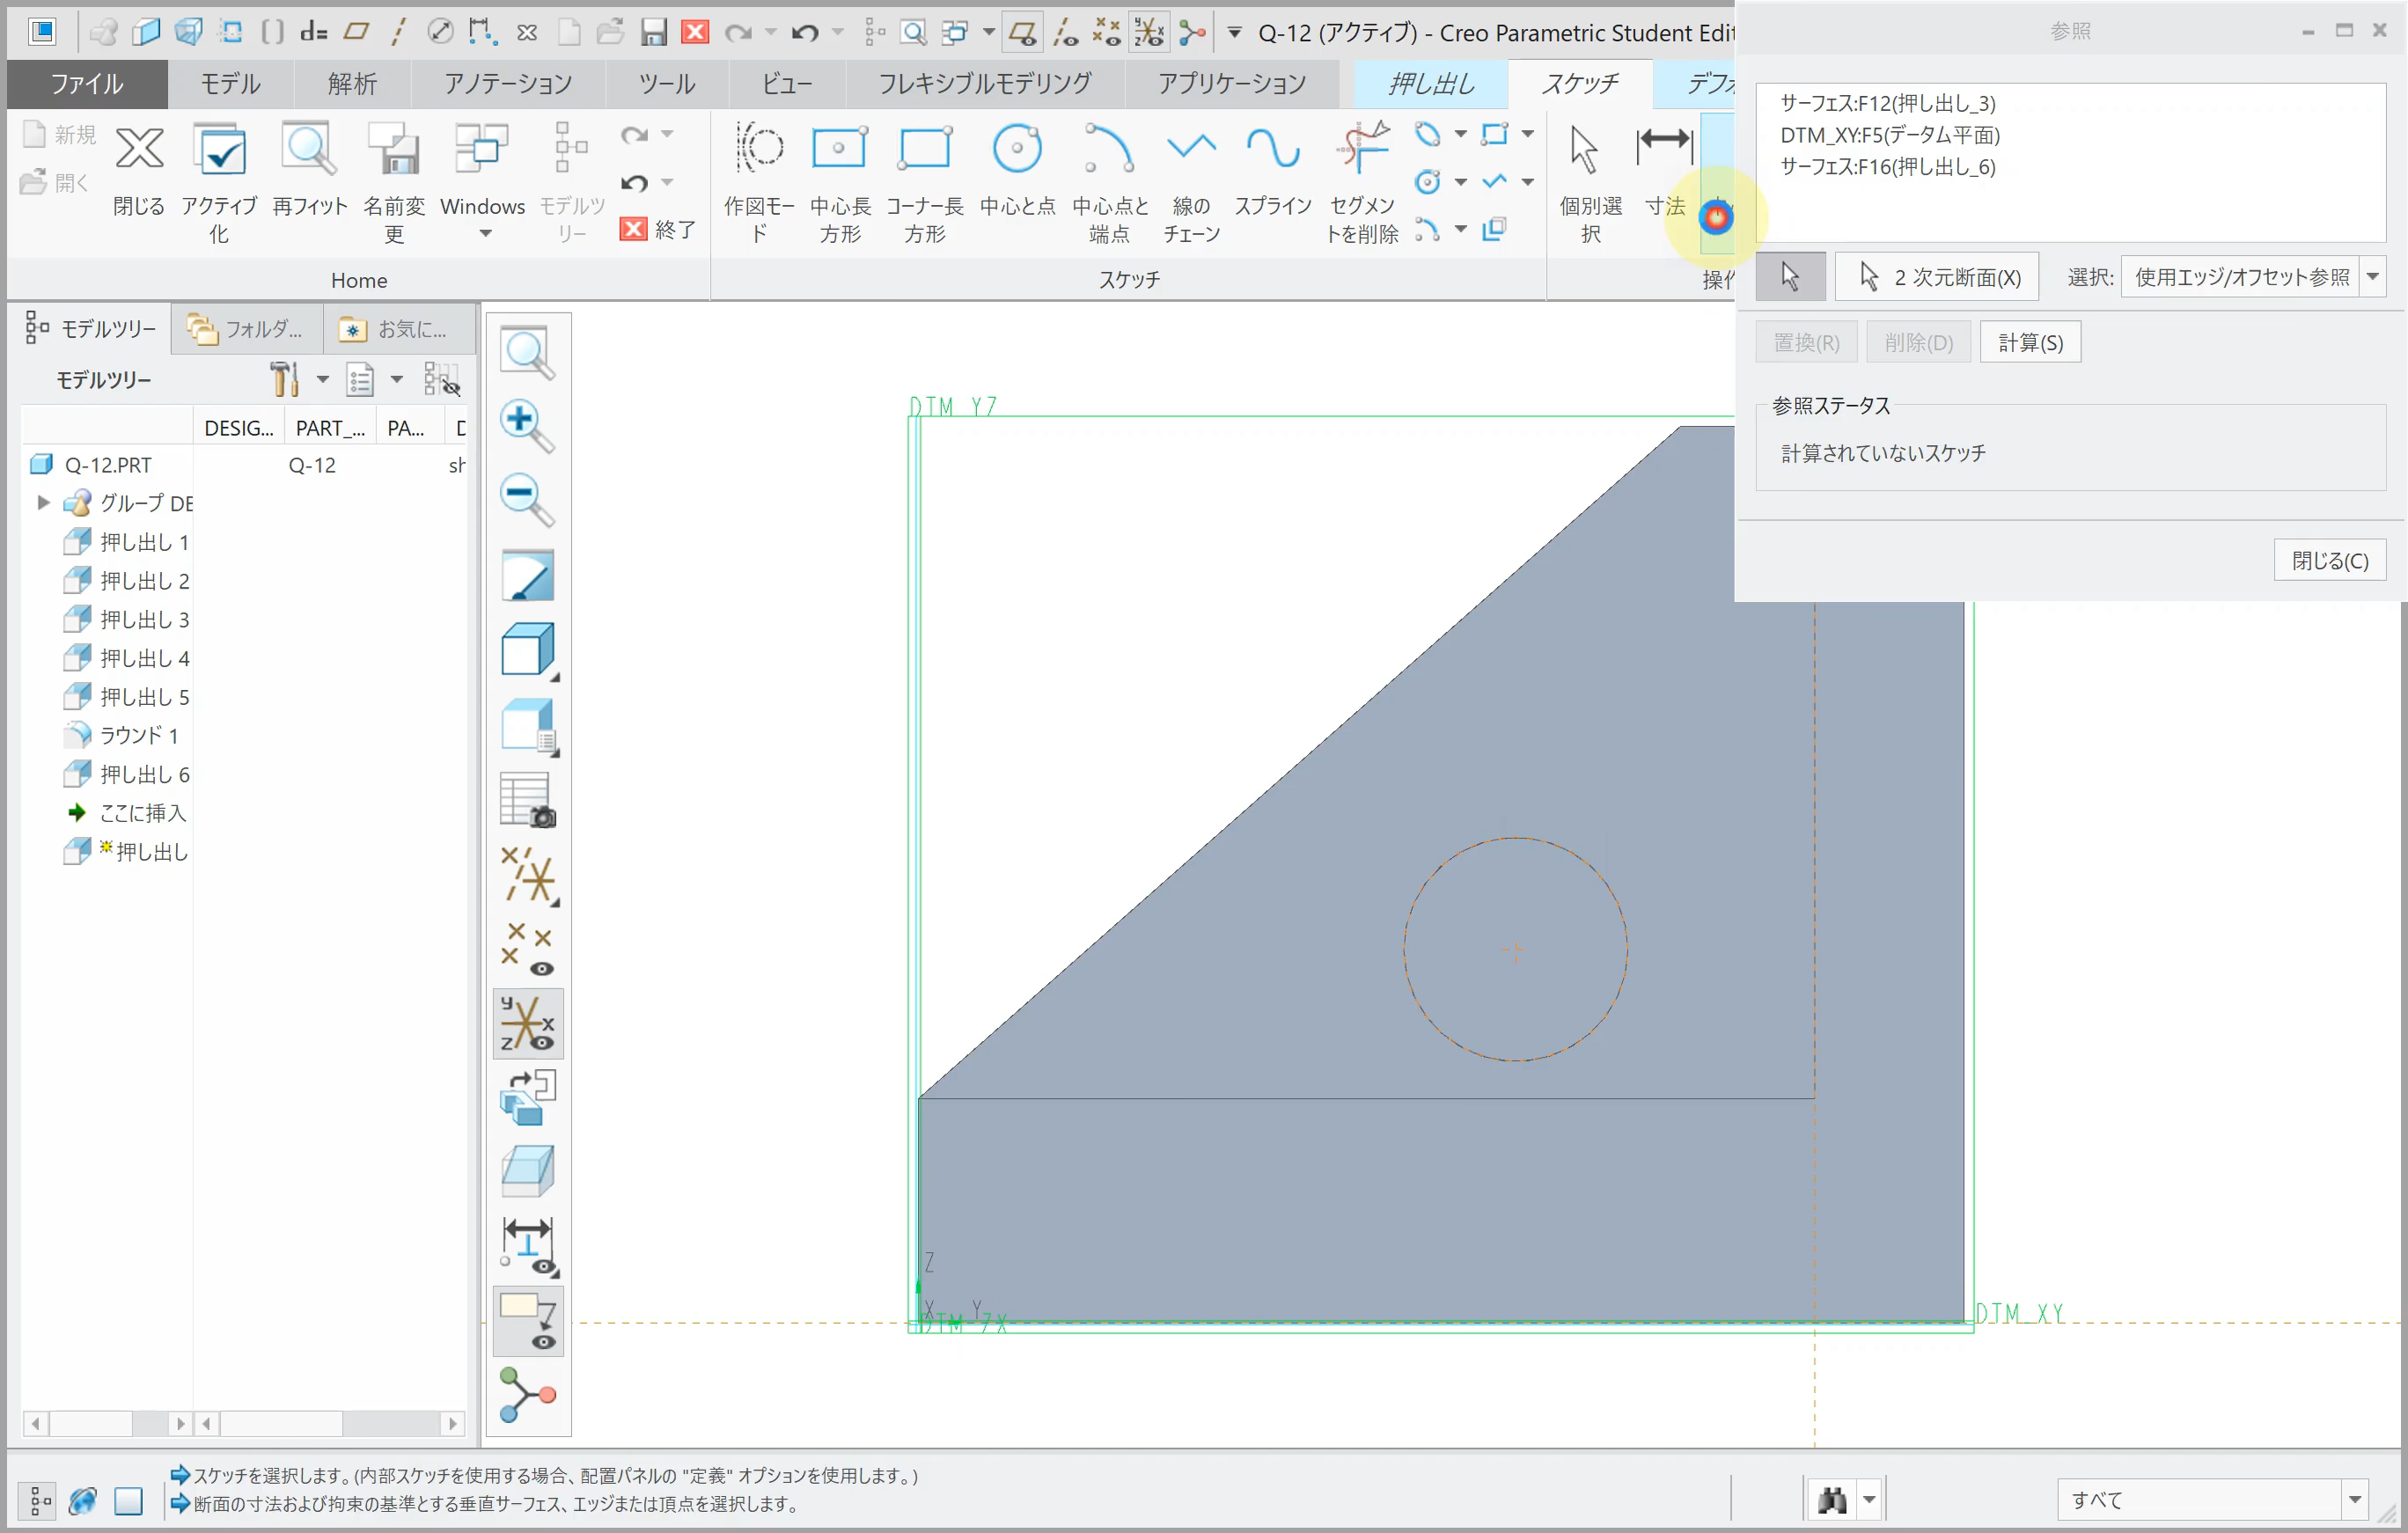 Q-12 (アクティブ) - Creo Parametric Student Edit
参照
ファイル モデル 解析 アノテーション ツール ビュー フレキシブルモデリング アプリケーション 押し出し スケッチ
新規
開く
閉じる
アクティブ
化
再フィット
名前変
更
Windows
モデルツ
リー
終了
作図モー
ド
中心長
方形
コーナー長
方形
中心と点
中心点と
端点
線の
チェーン
スプライン
セグメン
トを削除
個別選
択
寸法
Home スケッチ 操作
サーフェス:F12(押し出し_3)
DTM_XY:F5(データム平面)
サーフェス:F16(押し出し_6)
2 次元断面(X) 選択: 使用エッジ/オフセット参照
置換(R) 削除(D) 計算(S)
参照ステータス
計算されていないスケッチ
閉じる(C)
モデルツリー フォルダ... お気に...
モデルツリー
DESIG... PART_... PA...
Q-12.PRT Q-12 sh
グループ DE
押し出し 1
押し出し 2
押し出し 3
押し出し 4
押し出し 5
ラウンド 1
押し出し 6
ここに挿入
押し出し
DTM_YZ
Z
X Y
DTM_ZX
DTM_XY
スケッチを選択します。(内部スケッチを使用する場合、配置パネルの "定義" オプションを使用します。)
断面の寸法および拘束の基準とする垂直サーフェス、エッジまたは頂点を選択します。
すべて